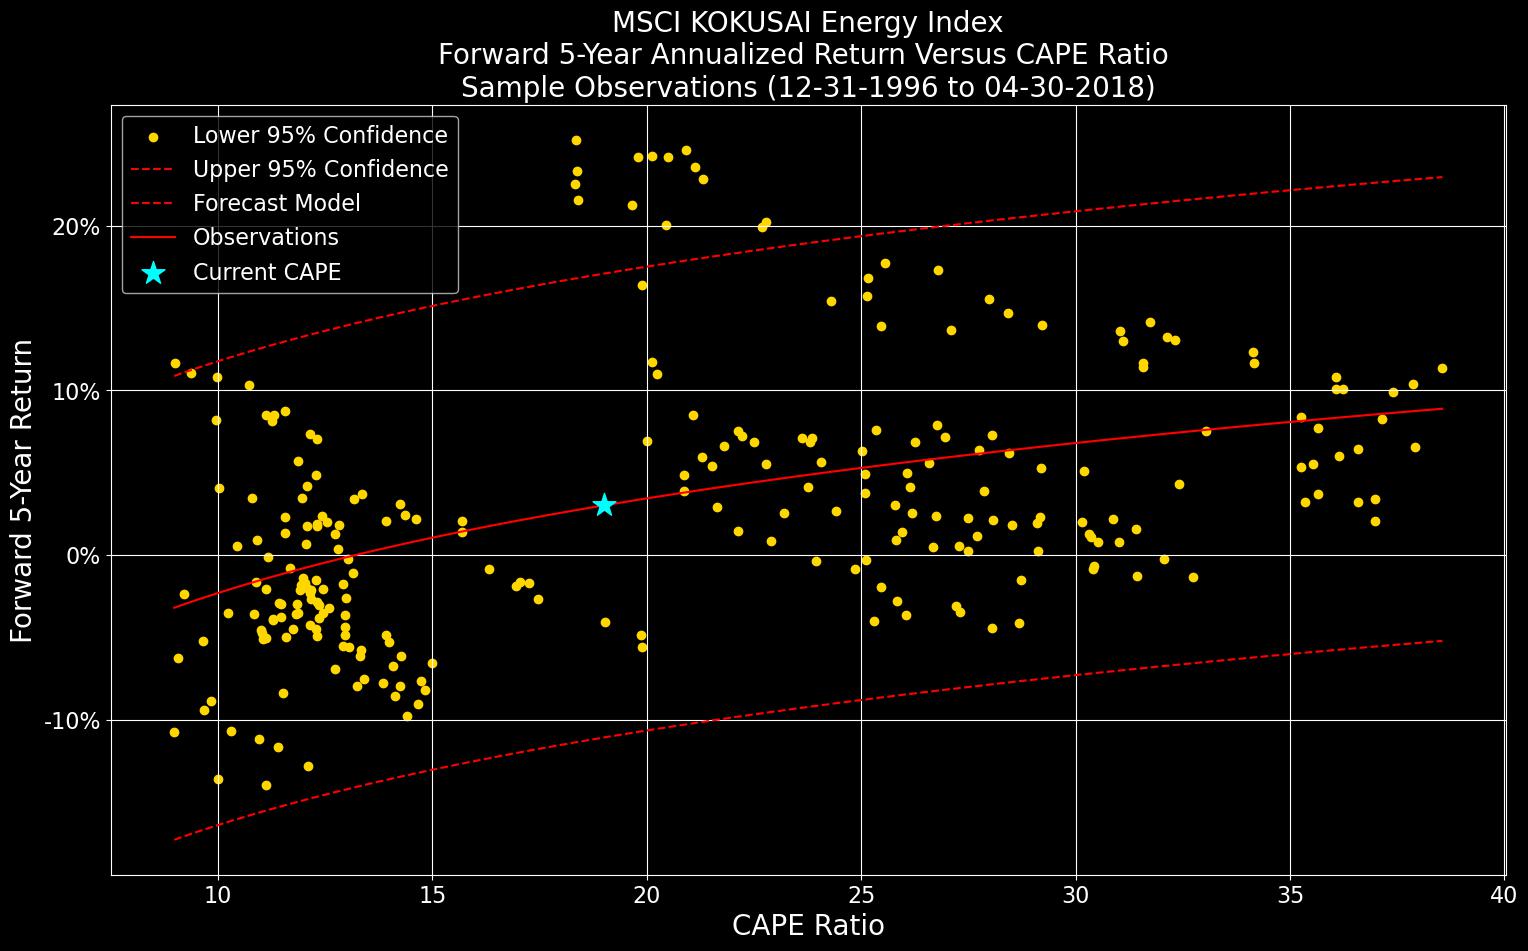 MSCI KOKUSAI Energy Index
Forward 5-Year Annualized Return Versus CAPE Ratio
Sample Observations (12-31-1996 to 04-30-2018)
Lower 95% Confidence
Upper 95% Confidence
Forecast Model
Observations
Current CAPE
Forward 5-Year Return
20%
10%
0%
-10%
10 15 20 25 30 35 40
CAPE Ratio